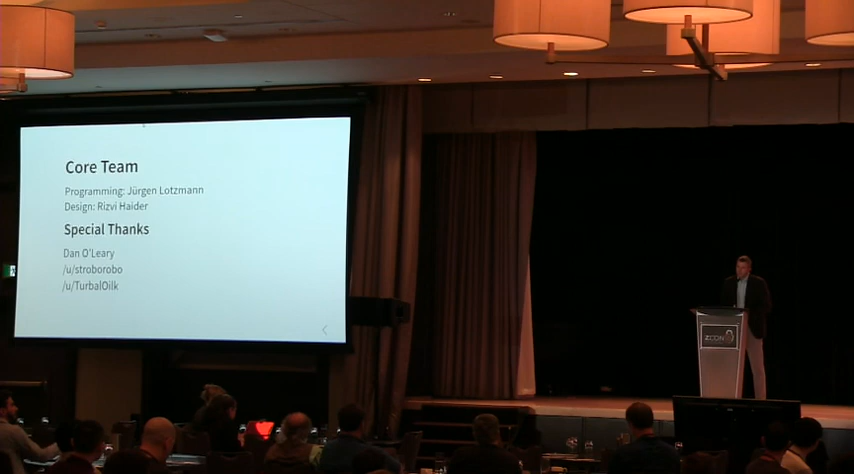 Core Team
Programming: Jürgen Lotzmann
Design: Rizvi Haider
Special Thanks
Dan O'Leary
/u/stroborobo
/u/TurbalOilk
ZCON